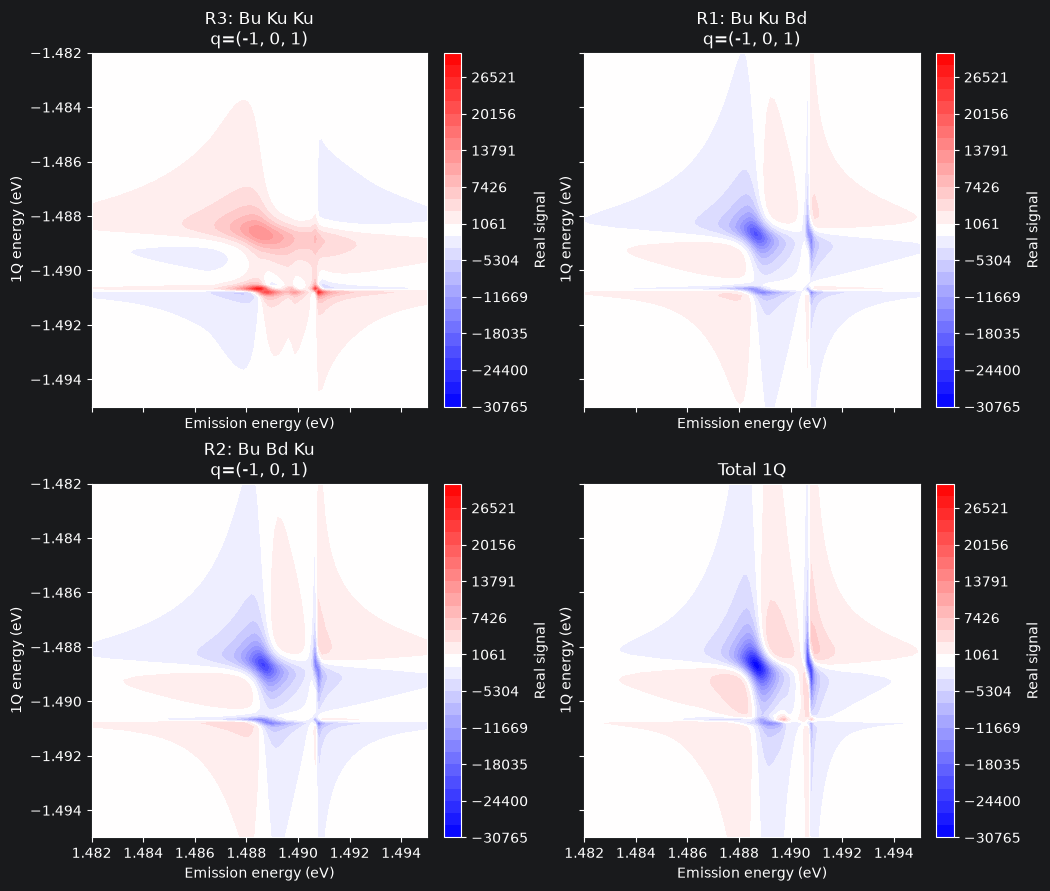 R3: Bu Ku Ku
q=(-1, 0, 1)
−1.482
−1.484
−1.486
−1.488
−1.490
−1.492
−1.494
1Q energy (eV)
Emission energy (eV)
26521
20156
13791
7426
1061
−5304
−11669
−18035
−24400
−30765
Real signal
R1: Bu Ku Bd
q=(-1, 0, 1)
1Q energy (eV)
Emission energy (eV)
26521
20156
13791
7426
1061
−5304
−11669
−18035
−24400
−30765
Real signal
R2: Bu Bd Ku
q=(-1, 0, 1)
−1.482
−1.484
−1.486
−1.488
−1.490
−1.492
−1.494
1Q energy (eV)
1.482 1.484 1.486 1.488 1.490 1.492 1.494
Emission energy (eV)
26521
20156
13791
7426
1061
−5304
−11669
−18035
−24400
−30765
Real signal
Total 1Q
1Q energy (eV)
1.482 1.484 1.486 1.488 1.490 1.492 1.494
Emission energy (eV)
26521
20156
13791
7426
1061
−5304
−11669
−18035
−24400
−30765
Real signal